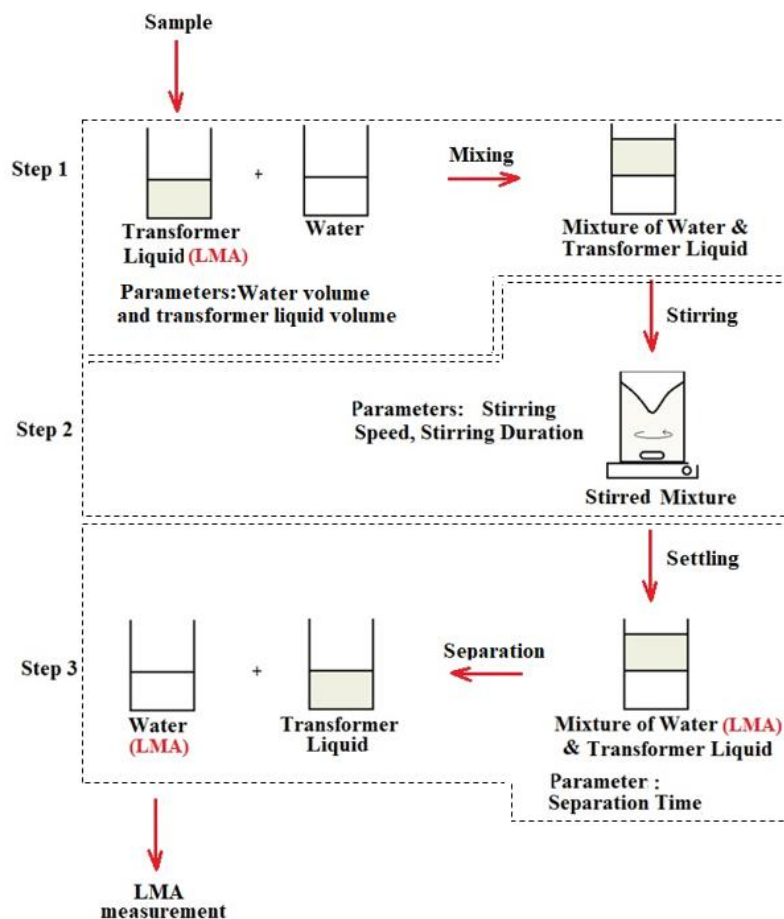 Sample
Step 1
+
Mixing
Transformer
Liquid (LMA)
Water
Mixture of Water &
Transformer Liquid
Parameters:Water volume
and transformer liquid volume
Stirring
Step 2
Parameters: Stirring
Speed, Stirring Duration
Stirred Mixture
Settling
Step 3
+
Separation
Water
(LMA)
Transformer
Liquid
Mixture of Water (LMA)
& Transformer Liquid
Parameter :
Separation Time
LMA
measurement